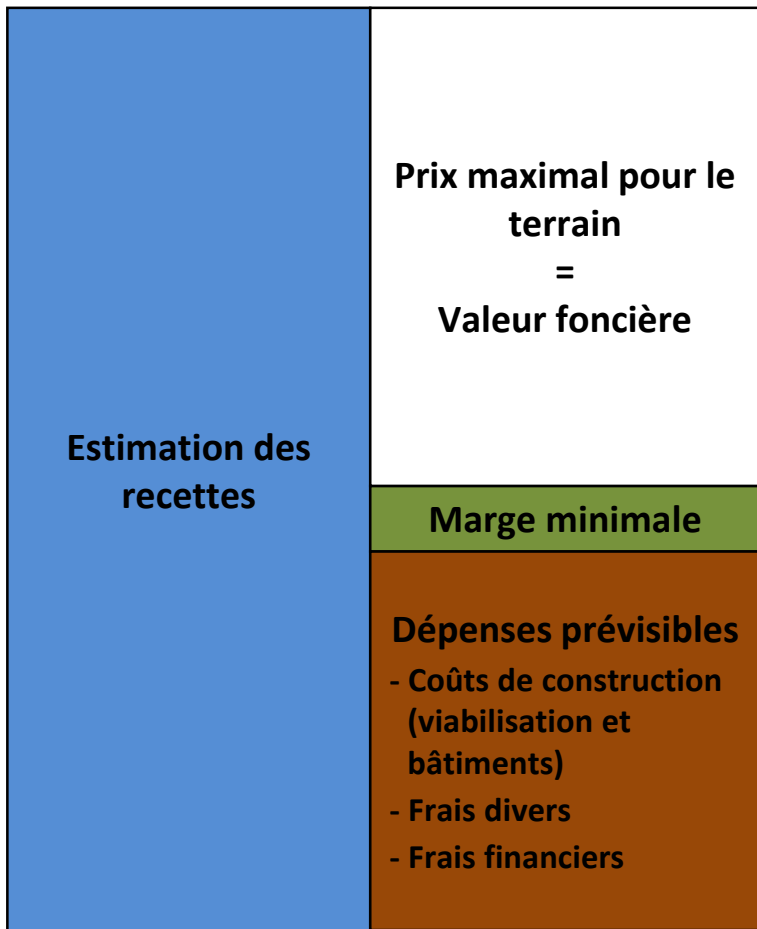 Estimation des
recettes
Prix maximal pour le
terrain
=
Valeur foncière
Marge minimale
Dépenses prévisibles
- Coûts de construction
(viabilisation et
bâtiments)
- Frais divers
- Frais financiers